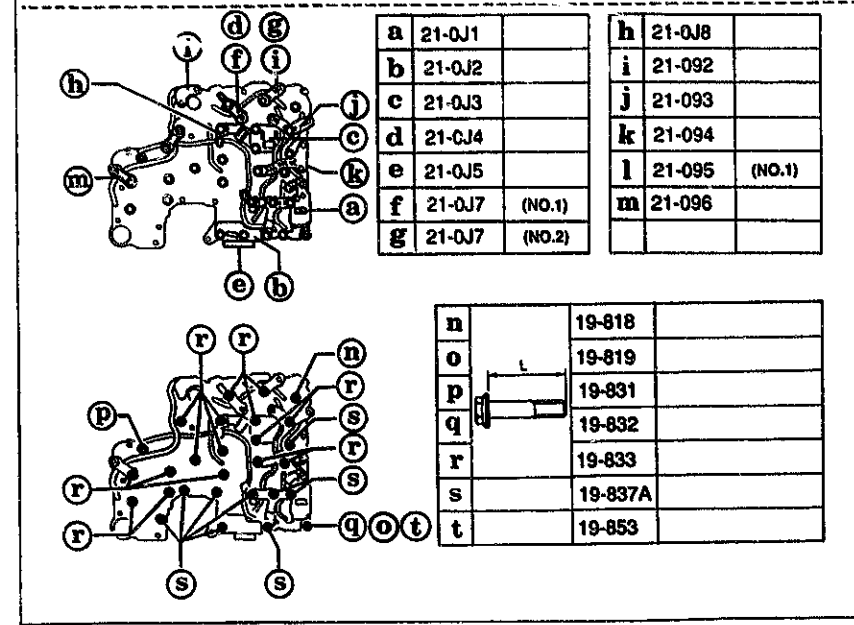 d g
i f i
h
j
c
m k
a
e b
a 21-0J1
b 21-0J2
c 21-0J3
d 21-0J4
e 21-0J5
f 21-0J7 (NO.1)
g 21-0J7 (NO.2)
h 21-0J8
i 21-092
j 21-093
k 21-094
l 21-095 (NO.1)
m 21-096
r r n
r
p s
r
r s
r q o t
s s
n 19-818
o 19-819
p 19-831
q 19-832
r 19-833
s 19-837A
t 19-853
L